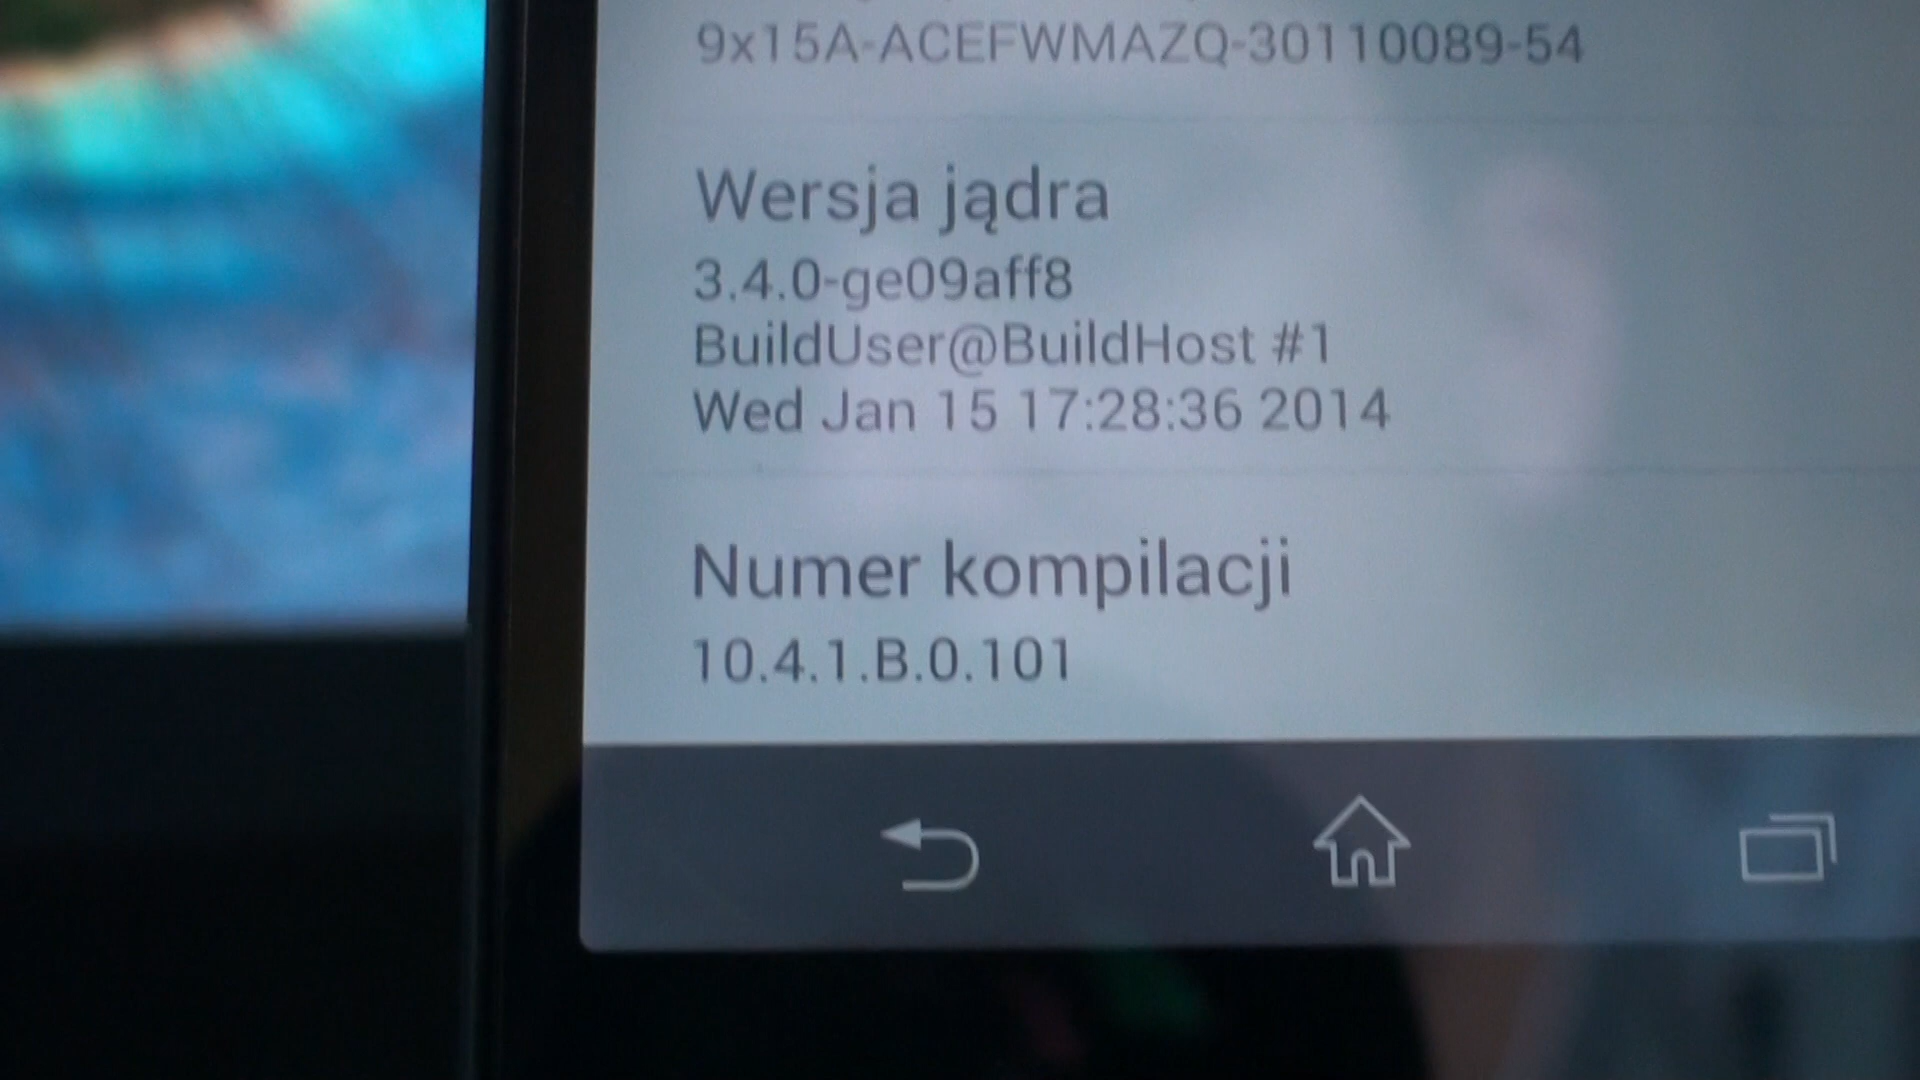 9x15A-ACEFWMAZQ-30110089-54
Wersja jądra
3.4.0-ge09aff8
BuildUser@BuildHost #1
Wed Jan 15 17:28:36 2014
Numer kompilacji
10.4.1.B.0.101